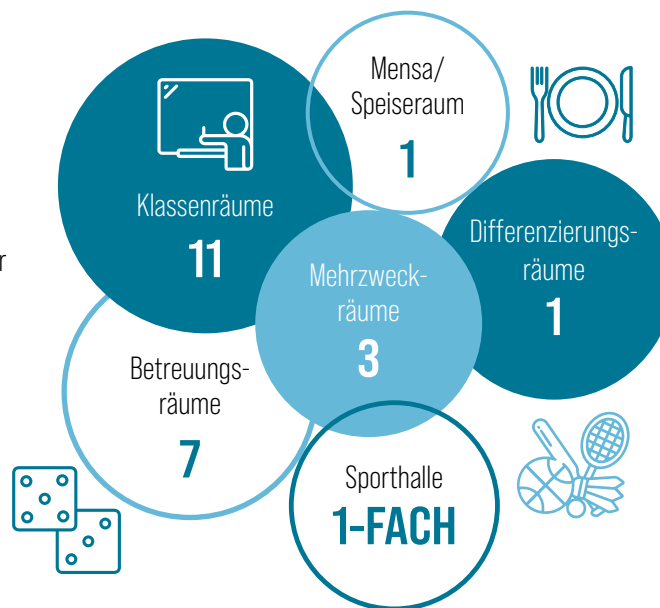 Mensa/
Speiseraum
1
Klassenräume
11
Differenzierungs-
räume
1
r
Mehrzweck-
räume
3
Betreuungs-
räume
7
Sporthalle
1-FACH